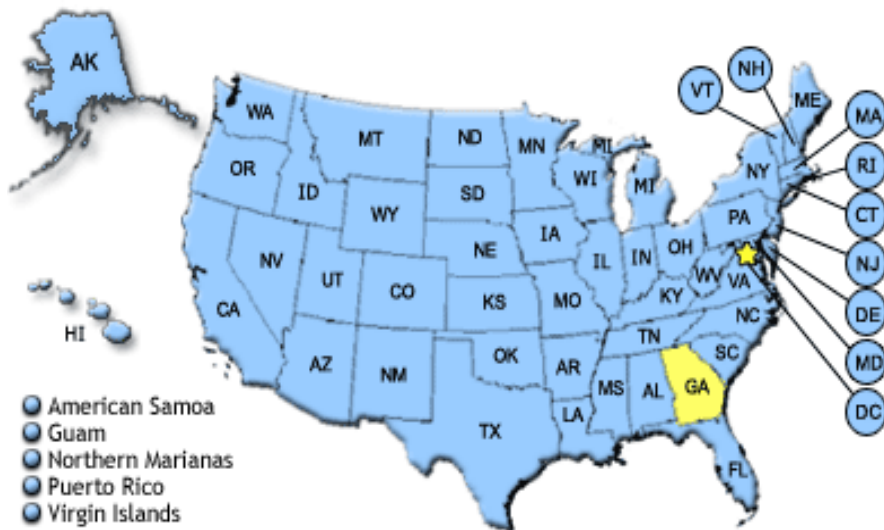 AK
NH
VT
ME
MA
WA
MT
ND
MN
MI
RI
OR
ID
SD
WI
MI
NY
CT
WY
IA
PA
NJ
NE
NV
UT
CO
IL
IN
OH
WV
VA
DE
CA
KS
MO
KY
NC
MD
HI
TN
AZ
NM
OK
AR
SC
DC
MS
AL
GA
TX
LA
FL
American Samoa
Guam
Northern Marianas
Puerto Rico
Virgin Islands